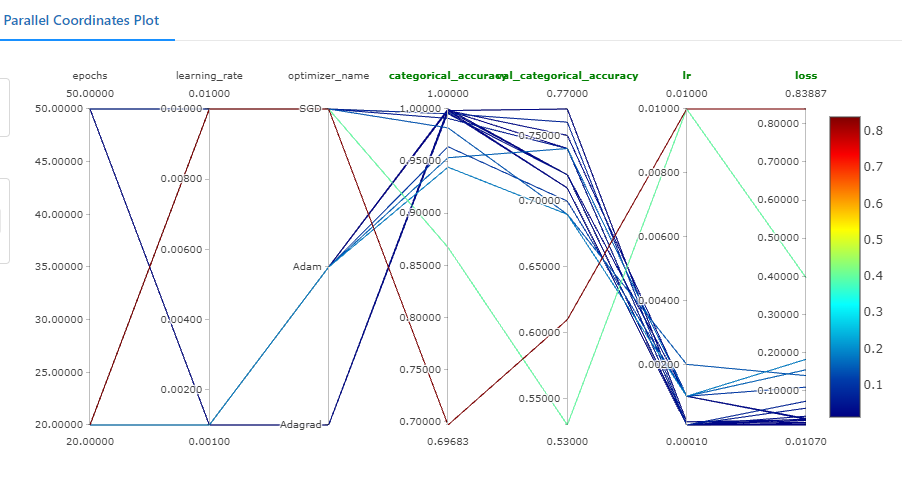 Parallel Coordinates Plot
epochs learning_rate optimizer_name categorical_accuracy val_categorical_accuracy lr loss
50.00000 0.01000 1.00000 0.77000 0.01000 0.83887
50.00000 0.01000 SGD 1.00000 0.01000
0.80000 0.8
45.00000 0.95000 0.75000 0.70000 0.7
0.00800 0.00800
40.00000 0.90000 0.70000 0.60000 0.6
0.00600 0.00600 0.50000 0.5
35.00000 Adam 0.85000 0.65000 0.40000 0.4
30.00000 0.00400 0.80000 0.60000 0.00400 0.30000 0.3
25.00000 0.00200 0.75000 0.55000 0.00200 0.20000 0.2
0.10000 0.1
20.00000 Adagrad 0.70000
20.00000 0.00100 0.69683 0.53000 0.00010 0.01070